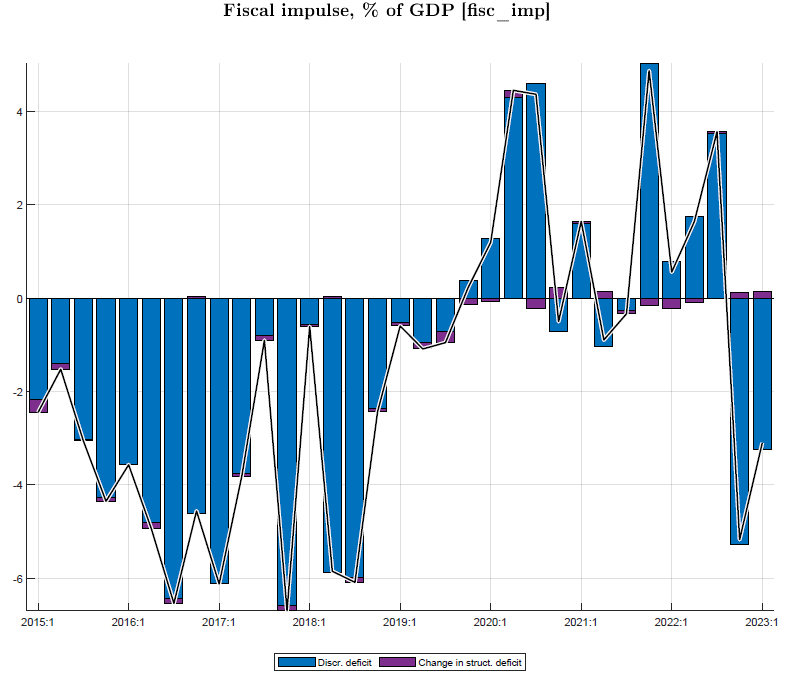 Fiscal impulse, % of GDP [fisc_imp]
4
2
0
-2
-4
-6
2015:1 2016:1 2017:1 2018:1 2019:1 2020:1 2021:1 2022:1 2023:1
Discr. deficit Change in struct. deficit